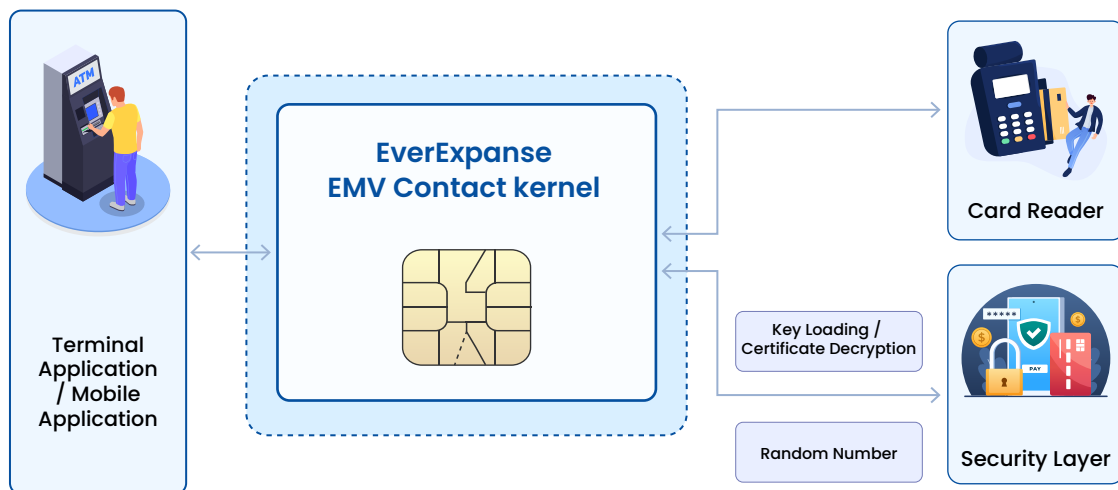 ATM
Terminal
Application
/ Mobile
Application
EverExpanse
EMV Contact kernel
Card Reader
Key Loading /
Certificate Decryption
Random Number
*****
$
$
PAY
Security Layer